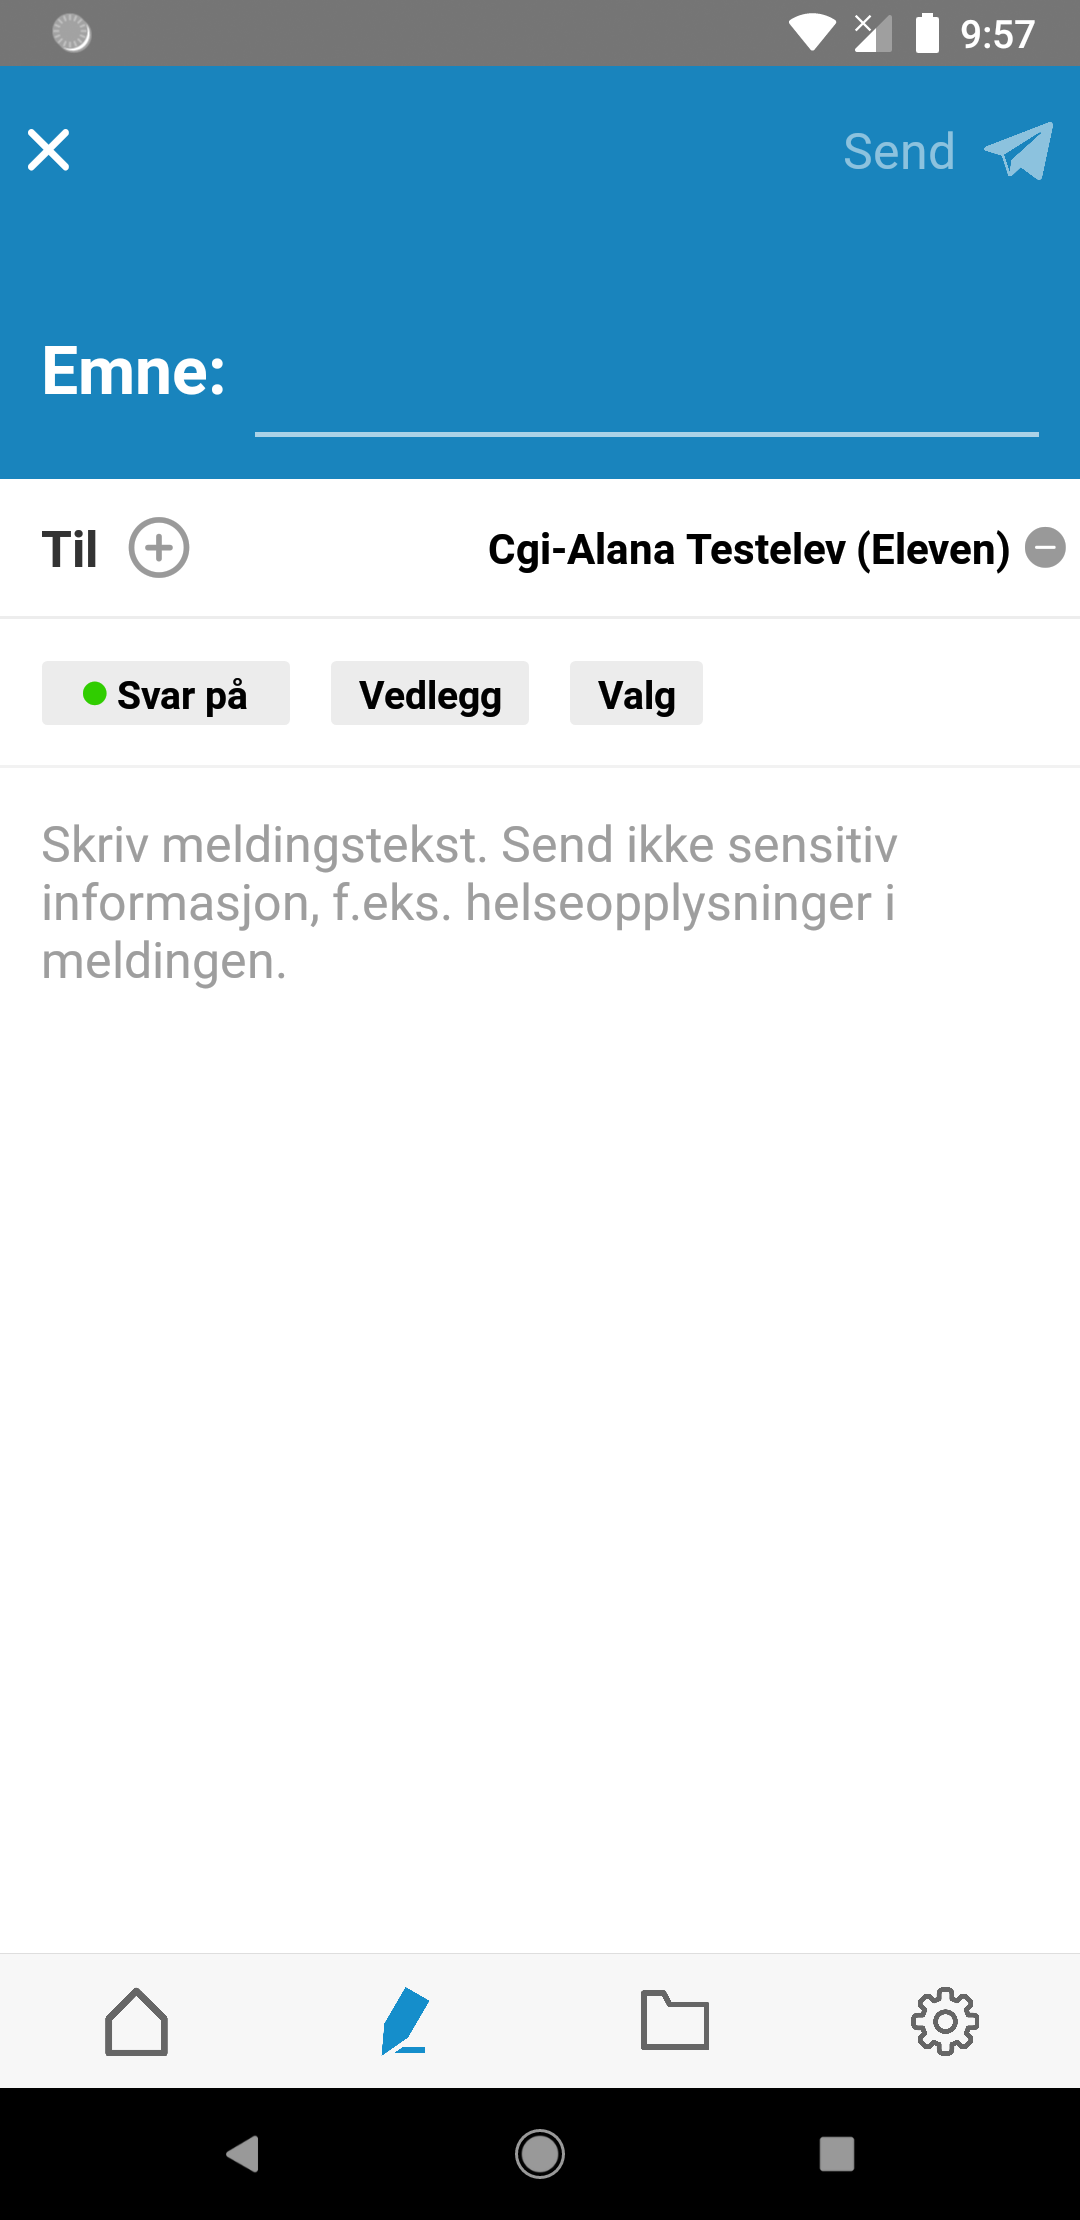 9:57
Send
Emne:
Til
Cgi-Alana Testelev (Eleven)
Svar på
Vedlegg
Valg
Skriv meldingstekst. Send ikke sensitiv
informasjon, f.eks. helseopplysninger i
meldingen.